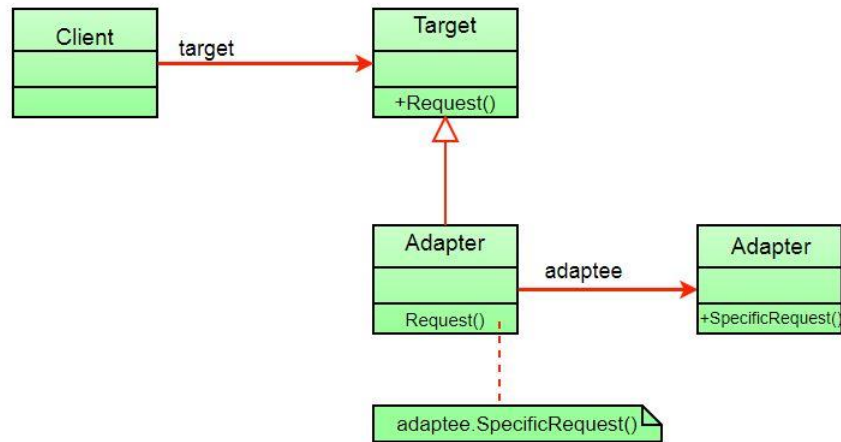 Client
target
Target
+Request()
Adapter
Request()
adaptee
Adapter
+SpecificRequest()
adaptee.SpecificRequest()